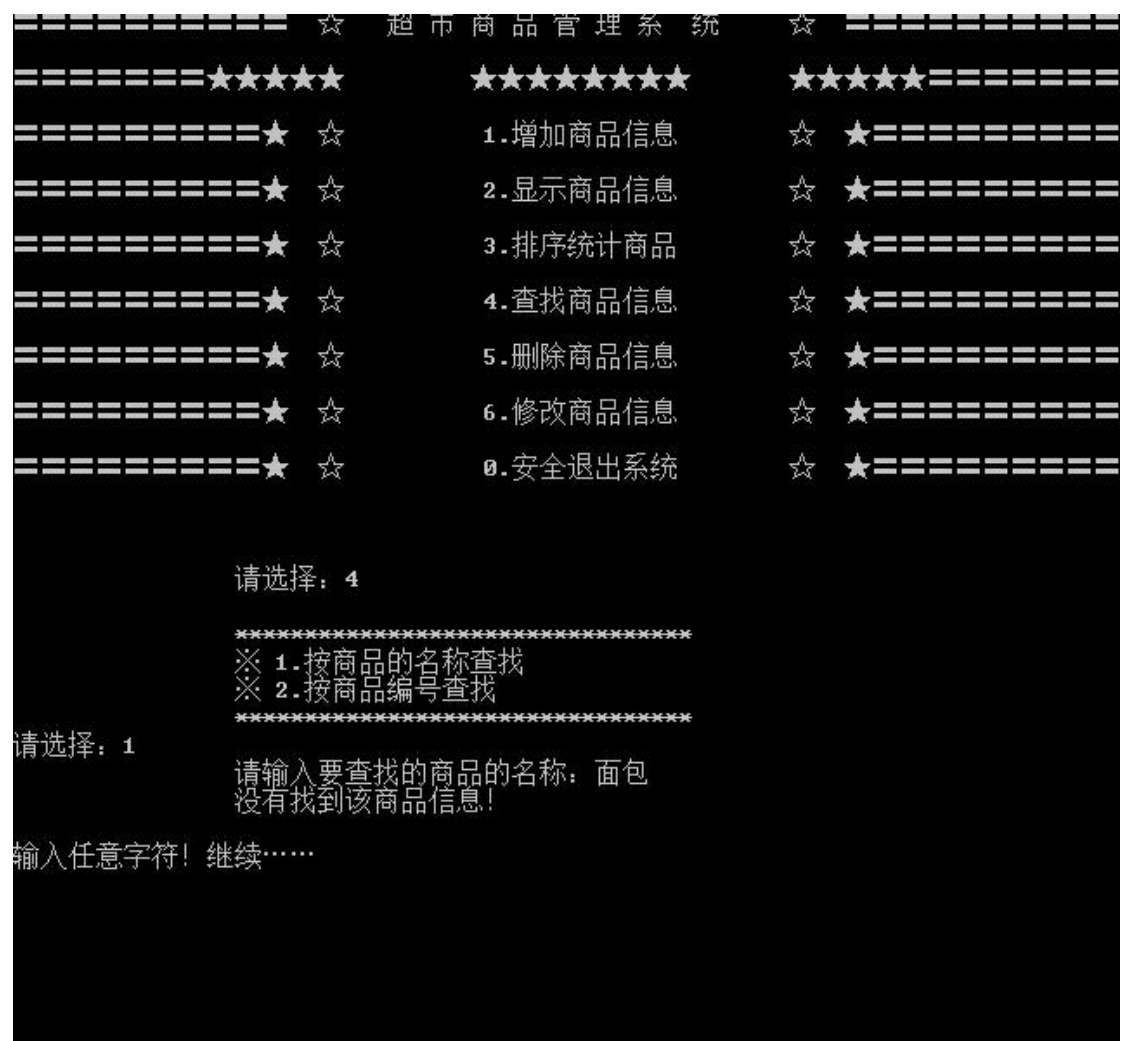 ==========  ☆  超市商品管理系统  ☆  ==========
=======★★★★★  ★★★★★★★★  ★★★★★=======
=========★ ☆  1.增加商品信息  ☆ ★=========
=========★ ☆  2.显示商品信息  ☆ ★=========
=========★ ☆  3.排序统计商品  ☆ ★=========
=========★ ☆  4.查找商品信息  ☆ ★=========
=========★ ☆  5.删除商品信息  ☆ ★=========
=========★ ☆  6.修改商品信息  ☆ ★=========
=========★ ☆  0.安全退出系统  ☆ ★=========
请选择：4
*********************************
※ 1.按商品的名称查找
※ 2.按商品编号查找
*********************************
请选择：1
请输入要查找的商品的名称：面包
没有找到该商品信息！
输入任意字符！继续……